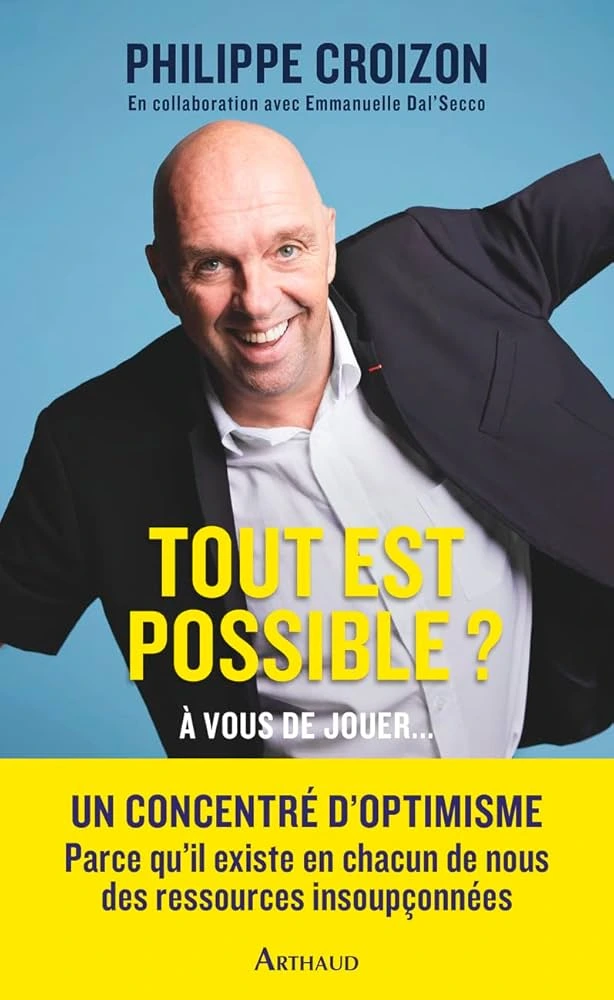 PHILIPPE CROIZON
En collaboration avec Emmanuelle Dal'Secco
TOUT EST
POSSIBLE ?
À VOUS DE JOUER...
UN CONCENTRÉ D'OPTIMISME
Parce qu'il existe en chacun de nous
des ressources insoupçonnées
ARTHAUD